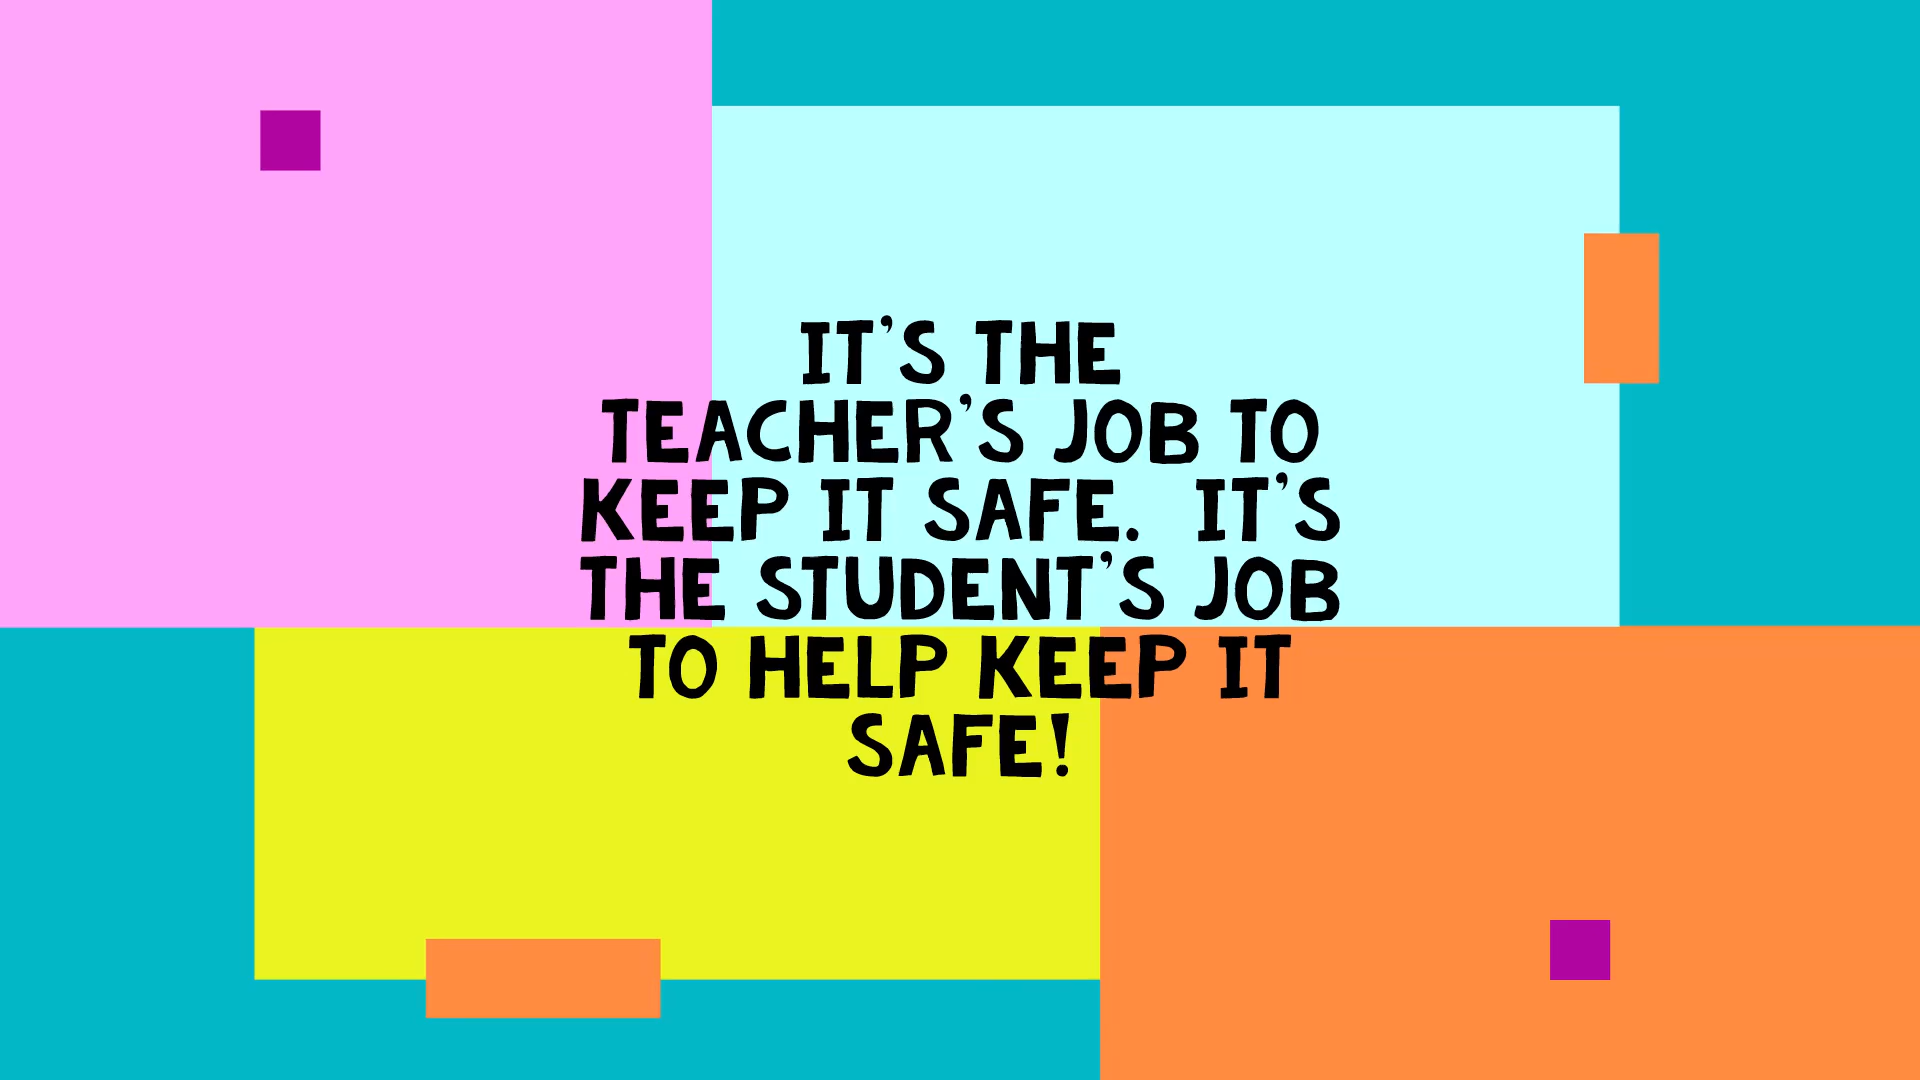 IT'S THE
TEACHER'S JOB TO
KEEP IT SAFE.  IT'S
THE STUDENT'S JOB
TO HELP KEEP IT
SAFE!